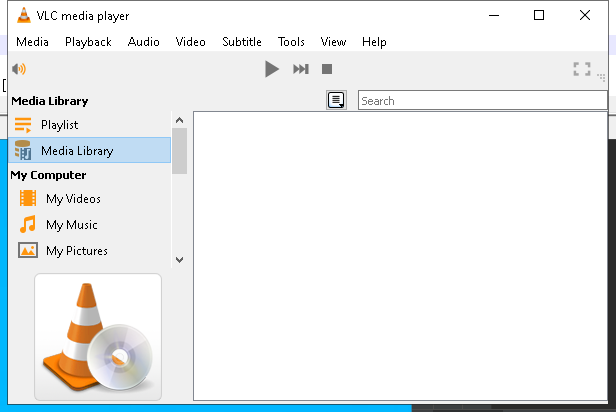 VLC media player
Media Playback Audio Video Subtitle Tools View Help
Media Library
Search
Playlist
Media Library
My Computer
My Videos
My Music
My Pictures